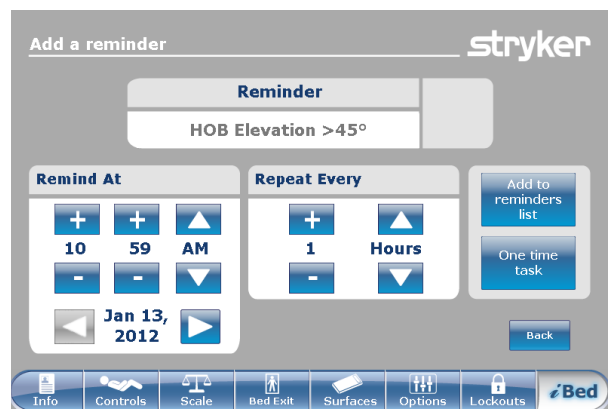 Add a reminder
stryker
Reminder
HOB Elevation >45°
Remind At
+ + 
10 59 AM
- -
Jan 13,
2012
Repeat Every
+
1 Hours
-
Add to
reminders
list
One time
task
Back
Info
Controls
Scale
Bed Exit
Surfaces
Options
Lockouts
iBed